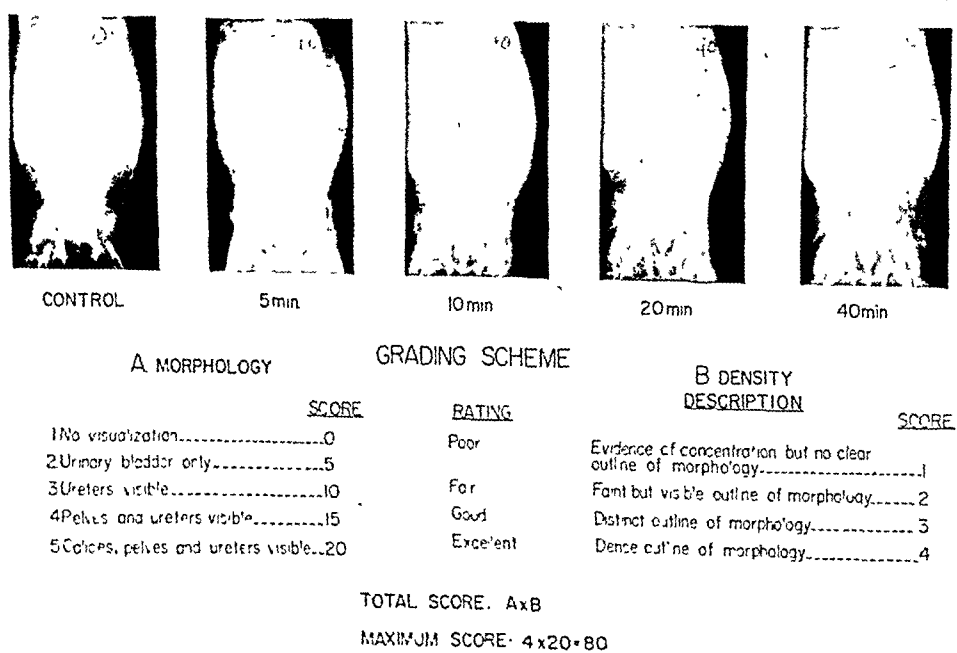 CONTROL
5min
10min
20min
40min
GRADING SCHEME
A MORPHOLOGY
SCORE
1 No visualization 0
2 Urinary bladder only 5
3 Ureters visible 10
4 Pelves and ureters visible 15
5 Calices, pelves and ureters visible 20
RATING
Poor
Fair
Good
Excellent
B DENSITY
DESCRIPTION
SCORE
Evidence of concentration but no clear
outline of morphology 1
Faint but visible outline of morphology 2
Distinct outline of morphology 3
Dence outline of morphology 4
TOTAL SCORE. AxB
MAXIMUM SCORE· 4x20=80